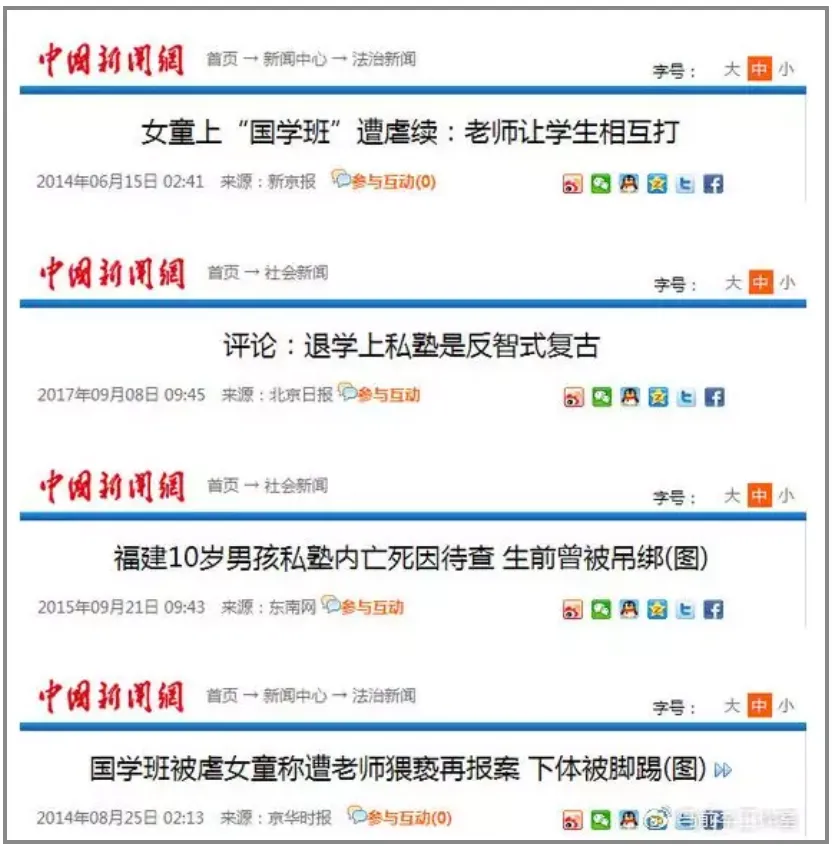 中国新闻網 首页 → 新闻中心 → 法治新闻 字号： 大 中 小
女童上“国学班”遭虐续：老师让学生相互打
2014年06月15日 02:41 来源：新京报 参与互动(0)
中国新闻網 首页 → 社会新闻 字号： 大 中 小
评论：退学上私塾是反智式复古
2017年09月08日 09:45 来源：北京日报 参与互动
中国新闻網 首页 → 社会新闻 字号： 大 中 小
福建10岁男孩私塾内亡死因待查 生前曾被吊绑(图)
2015年09月21日 09:43 来源：东南网 参与互动
中国新闻網 首页 → 新闻中心 → 法治新闻 字号： 大 中 小
国学班被虐女童称遭老师猥亵再报案 下体被脚踢(图)
2014年08月25日 02:13 来源：京华时报 参与互动(0)